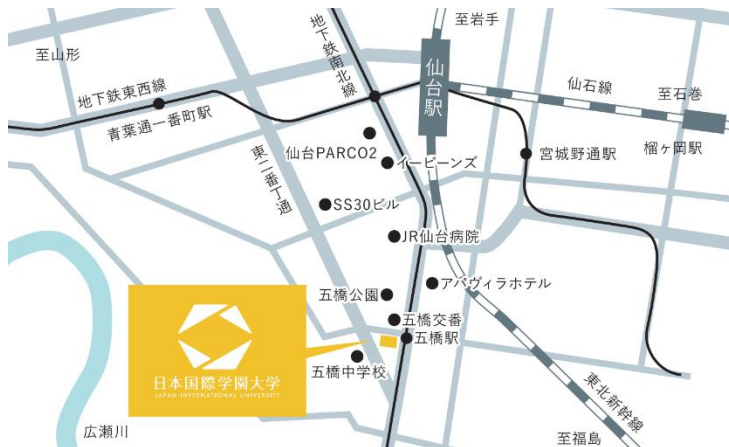 至岩手
至山形
地下鉄南北線
仙台駅
地下鉄東西線
仙石線
至石巻
青葉通一番町駅
仙台PARCO2
イービーンズ
宮城野通駅
榴ヶ岡駅
東二番丁通
SS30ビル
JR仙台病院
アバヴィラホテル
五橋公園
五橋交番
五橋駅
日本国際学園大学
JAPAN INTERNATIONAL UNIVERSITY
五橋中学校
東北新幹線
広瀬川
至福島